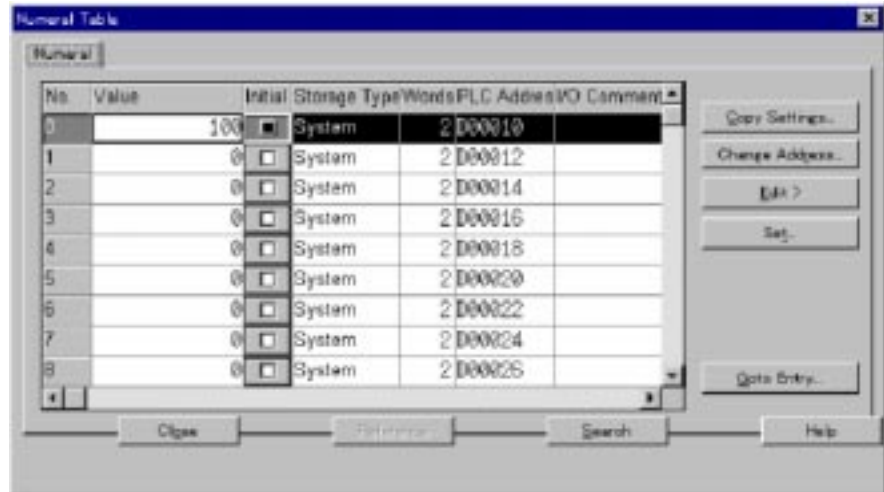 Numeral Table
Numeral
No. Value Initial Storage Type Words PLC Addres I/O Comment
0 100 System 2 D00010
1 0 System 2 D00012
2 0 System 2 D00014
3 0 System 2 D00016
4 0 System 2 D00018
5 0 System 2 D00020
6 0 System 2 D00022
7 0 System 2 D00024
8 0 System 2 D00026
Copy Settings...
Change Address...
Edit >
Set...
Goto Entry...
Close Reference... Search Help